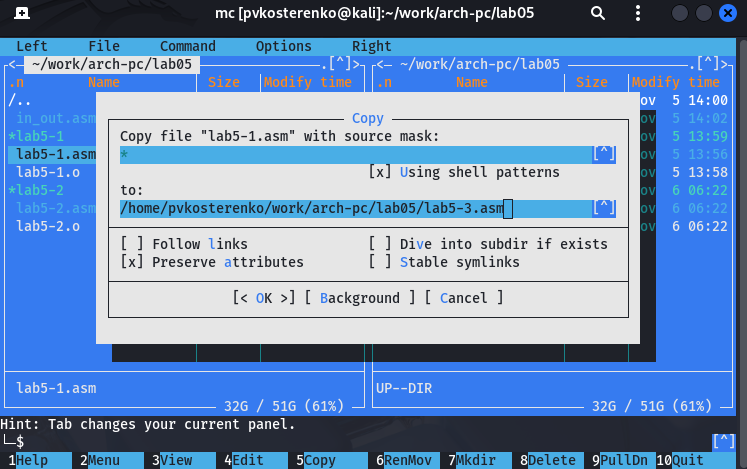 mc [pvkosterenko@kali]:~/work/arch-pc/lab05
Left File Command Options Right
<─ ~/work/arch-pc/lab05 .[^]> <─ ~/work/arch-pc/lab05 .[^]>
.n Name Size Modify time .n Name Size Modify time
/.. ov 5 14:00
in_out.asm ov 5 14:02
*lab5-1 ov 5 13:59
lab5-1.asm ov 5 13:56
lab5-1.o ov 5 13:58
*lab5-2 ov 6 06:22
lab5-2.asm ov 6 06:22
lab5-2.o ov 6 06:22
Copy
Copy file "lab5-1.asm" with source mask:
* [^]
[x] Using shell patterns
to:
/home/pvkosterenko/work/arch-pc/lab05/lab5-3.asm [^]
[ ] Follow links [ ] Dive into subdir if exists
[x] Preserve attributes [ ] Stable symlinks
[< OK >] [ Background ] [ Cancel ]
lab5-1.asm UP--DIR
32G / 51G (61%) 32G / 51G (61%)
Hint: Tab changes your current panel.
└─$ [^]
1Help 2Menu 3View 4Edit 5Copy 6RenMov 7Mkdir 8Delete 9PullDn 10Quit